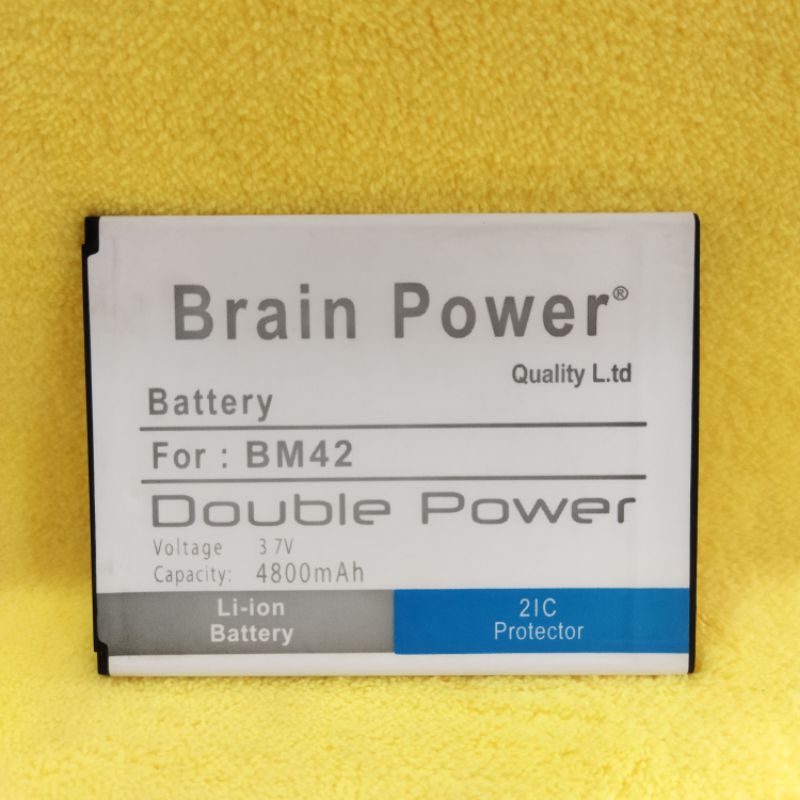 Brain Power®
Quality L.td
Battery
For : BM42
Double Power
Voltage 3 7V
Capacity: 4800mAh
Li-ion
Battery
2IC
Protector